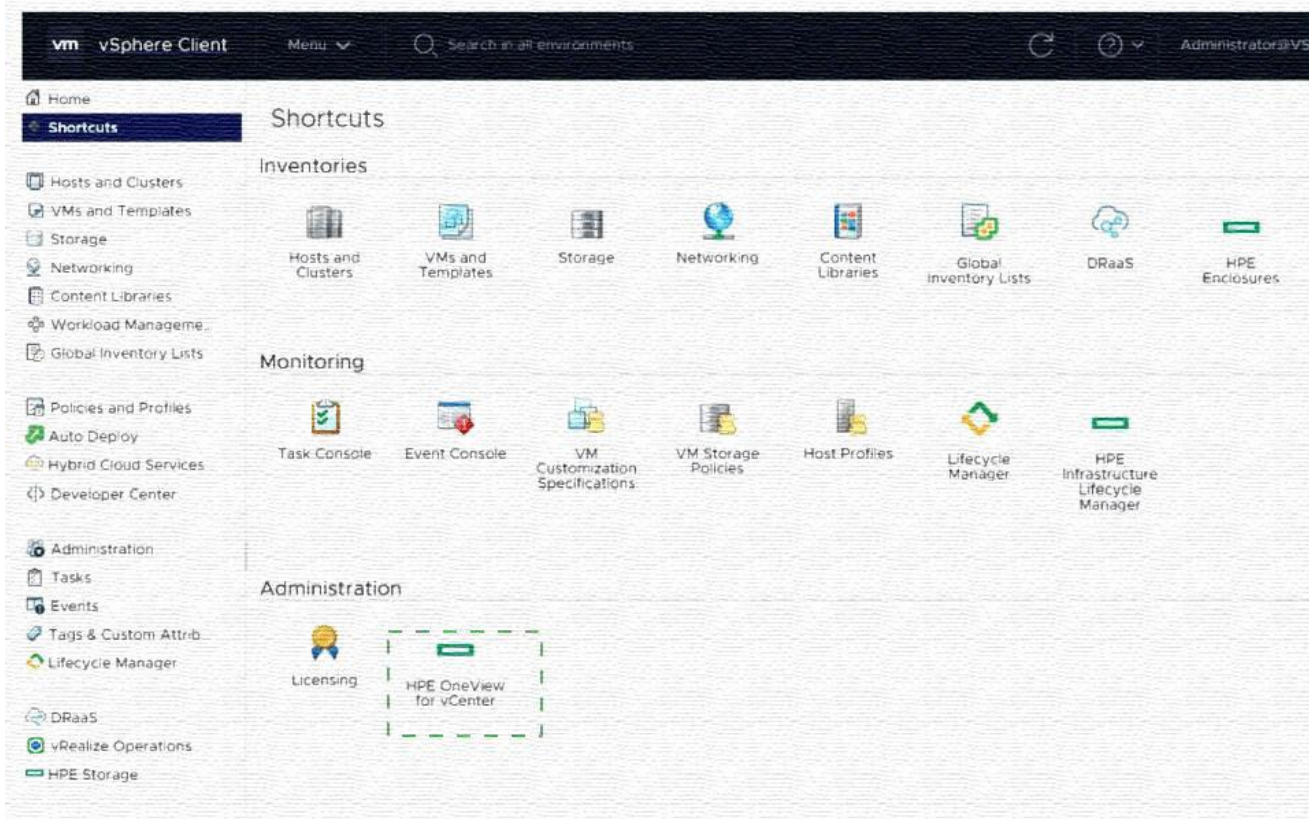 vm vSphere Client Menu Search in all environments Administrator@VS
Home
Shortcuts
Hosts and Clusters
VMs and Templates
Storage
Networking
Content Libraries
Workload Manageme...
Global Inventory Lists
Policies and Profiles
Auto Deploy
Hybrid Cloud Services
Developer Center
Administration
Tasks
Events
Tags & Custom Attrib...
Lifecycle Manager
DRaaS
vRealize Operations
HPE Storage
Shortcuts
Inventories
Hosts and
Clusters
VMs and
Templates
Storage
Networking
Content
Libraries
Global
Inventory Lists
DRaaS
HPE
Enclosures
Monitoring
Task Console
Event Console
VM
Customization
Specifications
VM Storage
Policies
Host Profiles
Lifecycle
Manager
HPE
Infrastructure
Lifecycle
Manager
Administration
Licensing
HPE OneView
for vCenter